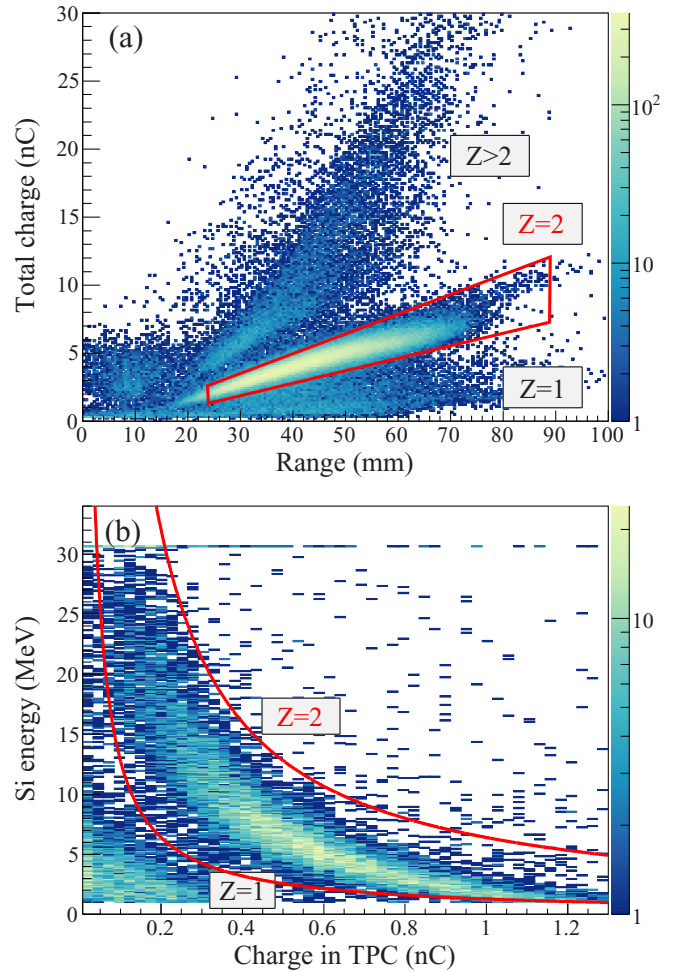 (a)
Total charge (nC)
30
25
20
15
10
5
0
Z>2
Z=2
Z=1
0 10 20 30 40 50 60 70 80 90 100
Range (mm)
10²
10
1
(b)
Si energy (MeV)
30
25
20
15
10
5
0
Z=2
Z=1
0.2 0.4 0.6 0.8 1 1.2
Charge in TPC (nC)
10
1